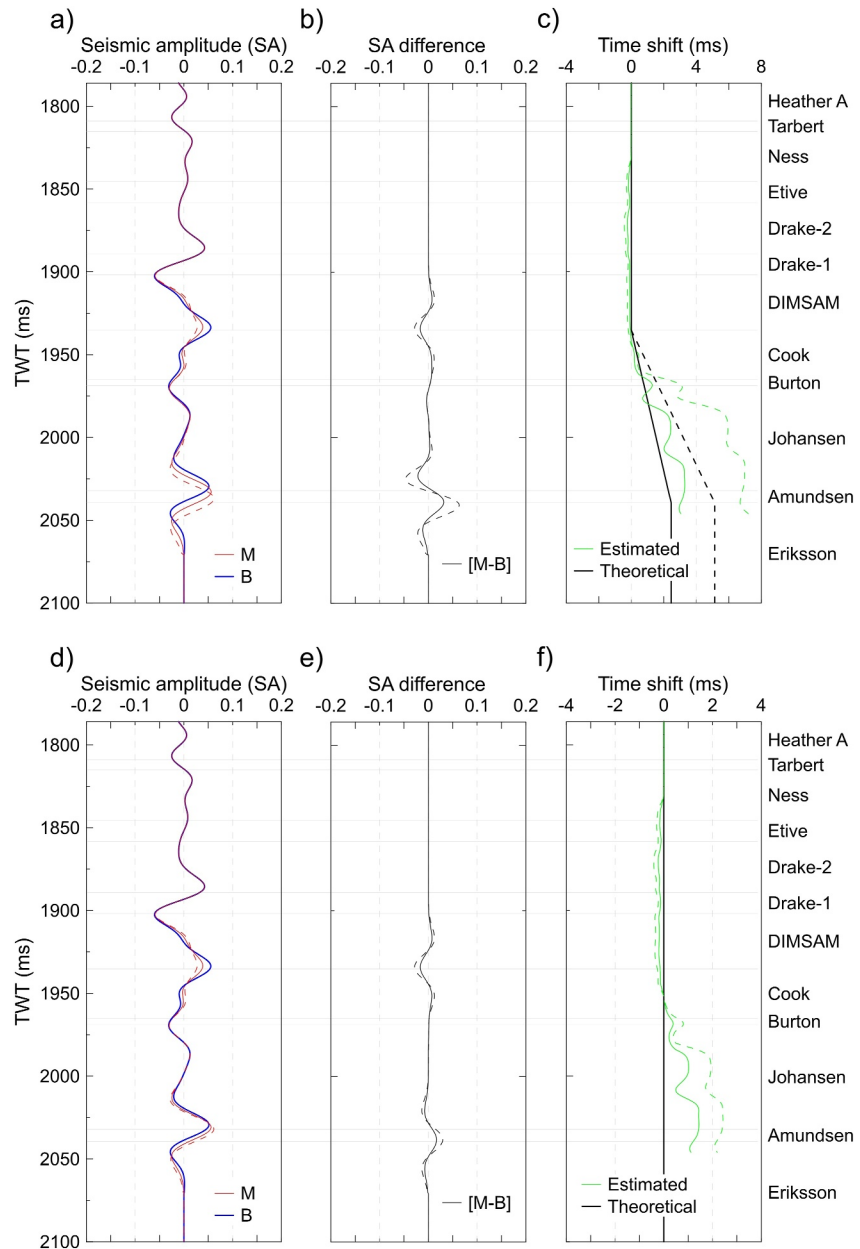 a) b) c)
Seismic amplitude (SA) SA difference Time shift (ms)
-0.2 -0.1 0 0.1 0.2 -0.2 -0.1 0 0.1 0.2 -4 0 4 8
1800 Heather A
Tarbert
Ness
1850 Etive
Drake-2
1900 Drake-1
DIMSAM
TWT (ms)
1950 Cook
Burton
2000 Johansen
Amundsen
2050
M [M-B] Estimated Eriksson
B Theoretical
2100
d) e) f)
Seismic amplitude (SA) SA difference Time shift (ms)
-0.2 -0.1 0 0.1 0.2 -0.2 -0.1 0 0.1 0.2 -4 -2 0 2 4
1800 Heather A
Tarbert
Ness
1850 Etive
Drake-2
1900 Drake-1
DIMSAM
TWT (ms)
1950 Cook
Burton
2000 Johansen
Amundsen
2050
M [M-B] Estimated Eriksson
B Theoretical
2100